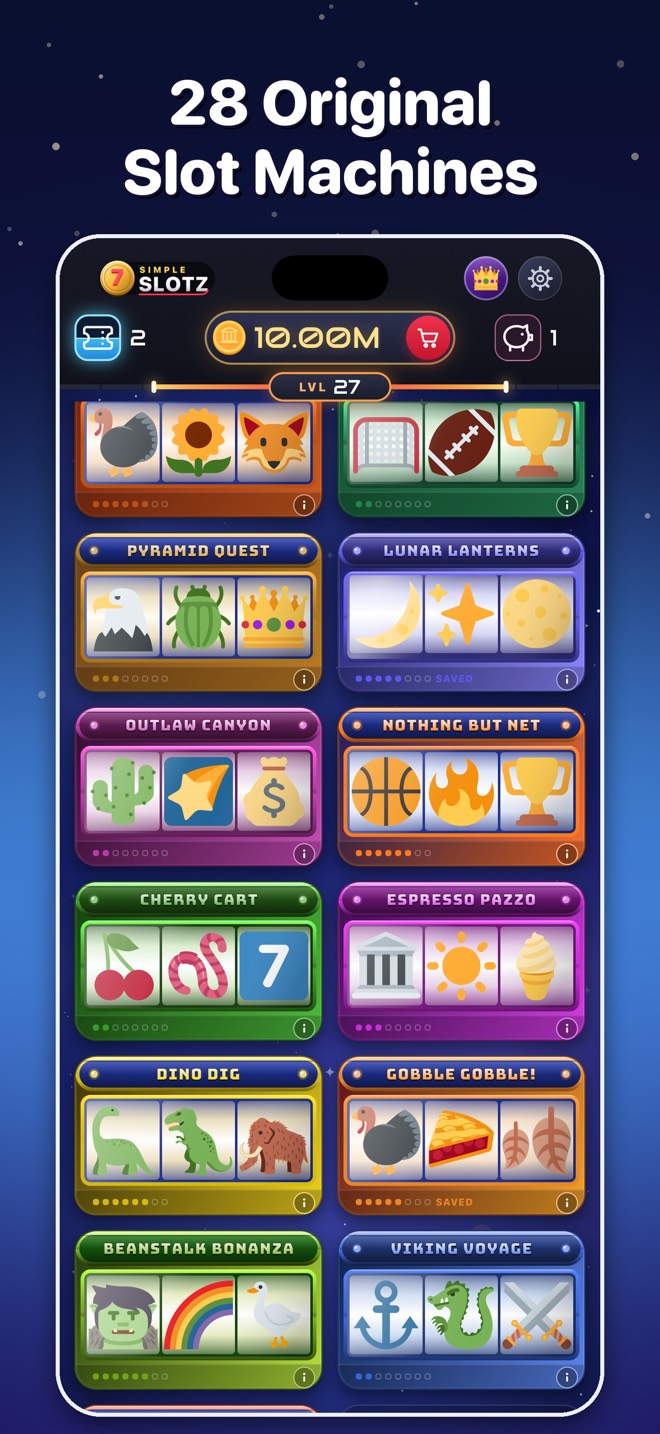 28 Original
Slot Machines
7 SIMPLE
SLOTZ
2
10.00M
1
LVL 27
PYRAMID QUEST
LUNAR LANTERNS
SAVED
OUTLAW CANYON
NOTHING BUT NET
$
CHERRY CART
ESPRESSO PAZZO
7
DINO DIG
GOBBLE GOBBLE!
SAVED
BEANSTALK BONANZA
VIKING VOYAGE